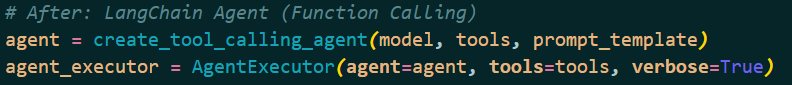 # After: LangChain Agent (Function Calling)
agent = create_tool_calling_agent(model, tools, prompt_template)
agent_executor = AgentExecutor(agent=agent, tools=tools, verbose=True)